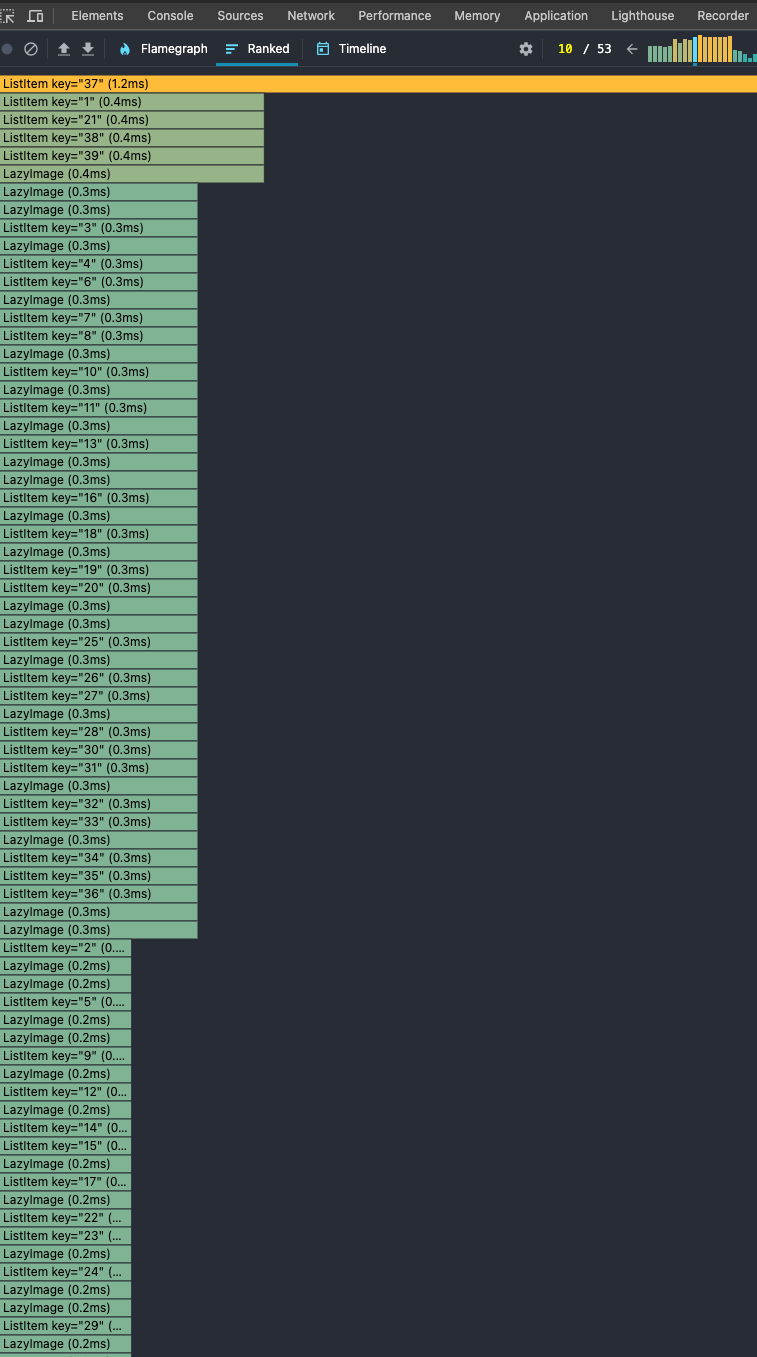 Elements Console Sources Network Performance Memory Application Lighthouse Recorder
Flamegraph Ranked Timeline 10 / 53
ListItem key="37" (1.2ms)
ListItem key="1" (0.4ms)
ListItem key="21" (0.4ms)
ListItem key="38" (0.4ms)
ListItem key="39" (0.4ms)
LazyImage (0.4ms)
LazyImage (0.3ms)
LazyImage (0.3ms)
ListItem key="3" (0.3ms)
LazyImage (0.3ms)
ListItem key="4" (0.3ms)
ListItem key="6" (0.3ms)
LazyImage (0.3ms)
ListItem key="7" (0.3ms)
ListItem key="8" (0.3ms)
LazyImage (0.3ms)
ListItem key="10" (0.3ms)
LazyImage (0.3ms)
ListItem key="11" (0.3ms)
LazyImage (0.3ms)
ListItem key="13" (0.3ms)
LazyImage (0.3ms)
LazyImage (0.3ms)
ListItem key="16" (0.3ms)
LazyImage (0.3ms)
ListItem key="18" (0.3ms)
LazyImage (0.3ms)
ListItem key="19" (0.3ms)
ListItem key="20" (0.3ms)
LazyImage (0.3ms)
LazyImage (0.3ms)
ListItem key="25" (0.3ms)
LazyImage (0.3ms)
ListItem key="26" (0.3ms)
ListItem key="27" (0.3ms)
LazyImage (0.3ms)
ListItem key="28" (0.3ms)
ListItem key="30" (0.3ms)
ListItem key="31" (0.3ms)
LazyImage (0.3ms)
ListItem key="32" (0.3ms)
ListItem key="33" (0.3ms)
LazyImage (0.3ms)
ListItem key="34" (0.3ms)
ListItem key="35" (0.3ms)
ListItem key="36" (0.3ms)
LazyImage (0.3ms)
LazyImage (0.3ms)
ListItem key="2" (0....
LazyImage (0.2ms)
LazyImage (0.2ms)
ListItem key="5" (0....
LazyImage (0.2ms)
LazyImage (0.2ms)
ListItem key="9" (0....
LazyImage (0.2ms)
ListItem key="12" (0...
LazyImage (0.2ms)
ListItem key="14" (0...
ListItem key="15" (0...
LazyImage (0.2ms)
ListItem key="17" (0...
LazyImage (0.2ms)
ListItem key="22" (...
ListItem key="23" (...
LazyImage (0.2ms)
ListItem key="24" (...
LazyImage (0.2ms)
LazyImage (0.2ms)
ListItem key="29" (...
LazyImage (0.2ms)